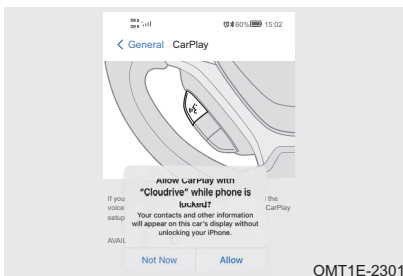 60% 15:02
General CarPlay
Allow CarPlay with
"Cloudrive" while phone is
locked?
If you the
Your contacts and other information
voice CarPlay
will appear on this car's display without
setup
unlocking your iPhone.
AVAIL
Not Now Allow
OMT1E-2301